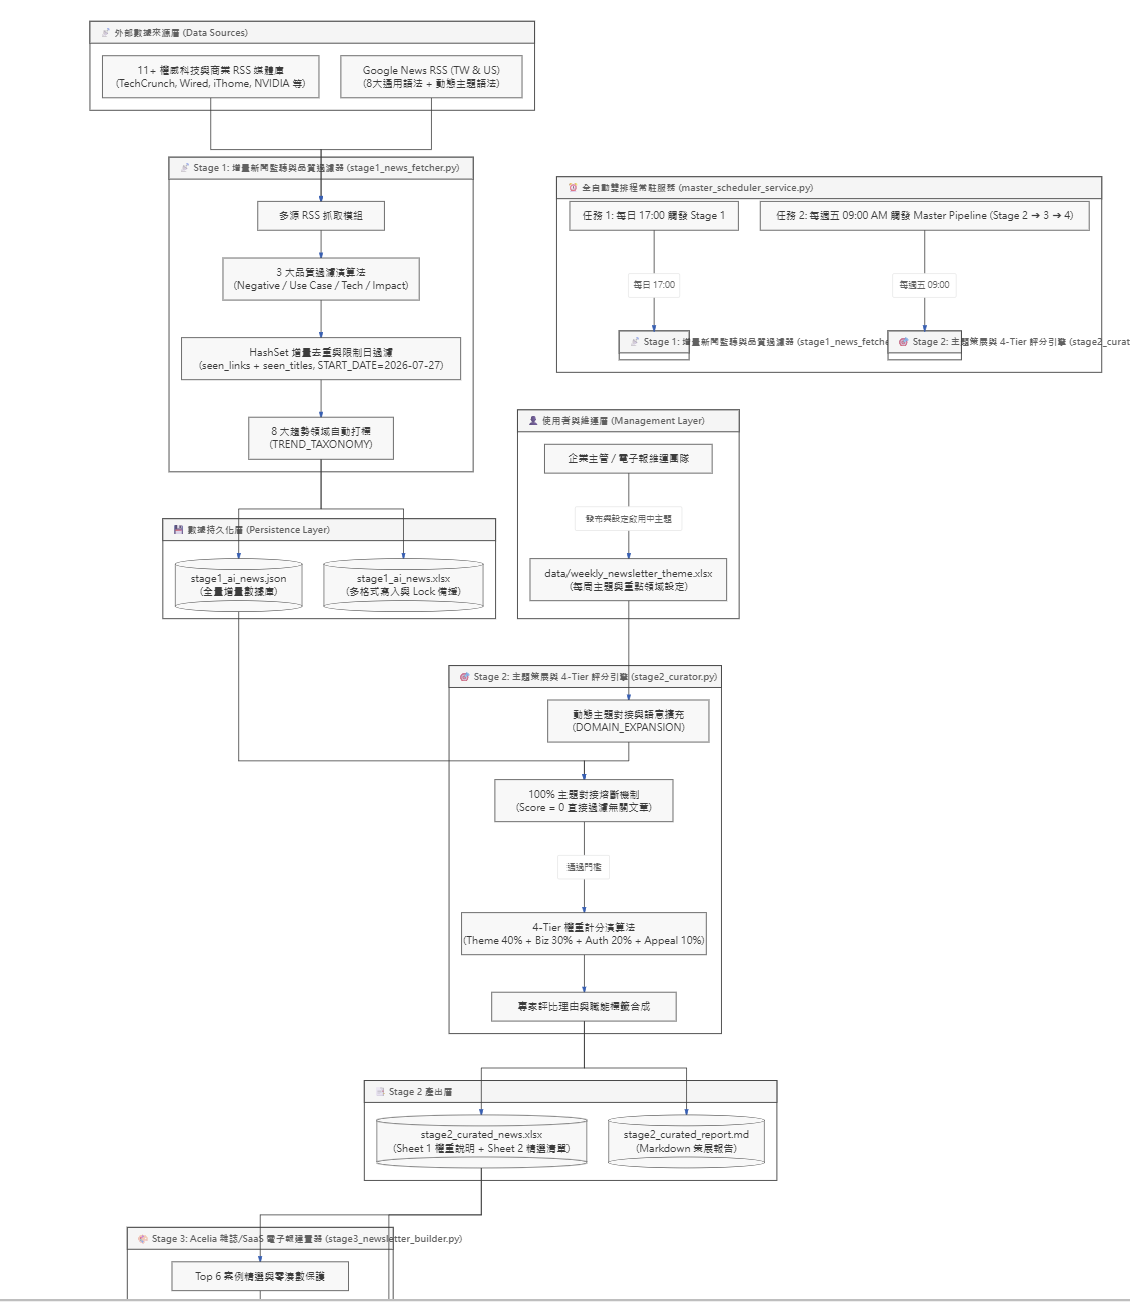 外部數據來源層 (Data Sources)
11+ 權威科技與商業 RSS 媒體庫
(TechCrunch, Wired, iThome, NVIDIA 等)
Google News RSS (TW & US)
(8大通用語法 + 動態主題語法)
Stage 1: 增量新聞監聽與品質過濾器 (stage1_news_fetcher.py)
多源 RSS 抓取模組
3 大品質過濾演算法
(Negative / Use Case / Tech / Impact)
HashSet 增量去重與限制日過濾
(seen_links + seen_titles, START_DATE=2026-07-27)
8 大趨勢領域自動打標
(TREND_TAXONOMY)
全自動雙排程常駐服務 (master_scheduler_service.py)
任務 1: 每日 17:00 觸發 Stage 1
任務 2: 每週五 09:00 AM 觸發 Master Pipeline (Stage 2 → 3 → 4)
每日 17:00
每週五 09:00
Stage 1: 增量新聞監聽與品質過濾器 (stage1_news_fetche
Stage 2: 主題策展與 4-Tier 評分引擎 (stage2_curat
使用者與維運層 (Management Layer)
企業主管 / 電子報維運團隊
發布與設定啟用中主題
data/weekly_newsletter_theme.xlsx
(每周主題與重點領域設定)
數據持久化層 (Persistence Layer)
stage1_ai_news.json
(全量增量數據庫)
stage1_ai_news.xlsx
(多格式寫入與 Lock 備援)
Stage 2: 主題策展與 4-Tier 評分引擎 (stage2_curator.py)
動態主題對接與語意擴充
(DOMAIN_EXPANSION)
100% 主題對接熔斷機制
(Score = 0 直接過濾無關文章)
通過門檻
4-Tier 權重計分演算法
(Theme 40% + Biz 30% + Auth 20% + Appeal 10%)
專家評比理由與職能標籤合成
Stage 2 產出層
stage2_curated_news.xlsx
(Sheet 1 權重說明 + Sheet 2 精選清單)
stage2_curated_report.md
(Markdown 策展報告)
Stage 3: Acelia 雜誌/SaaS 電子報建置器 (stage3_newsletter_builder.py)
Top 6 案例精選與零湊數保護